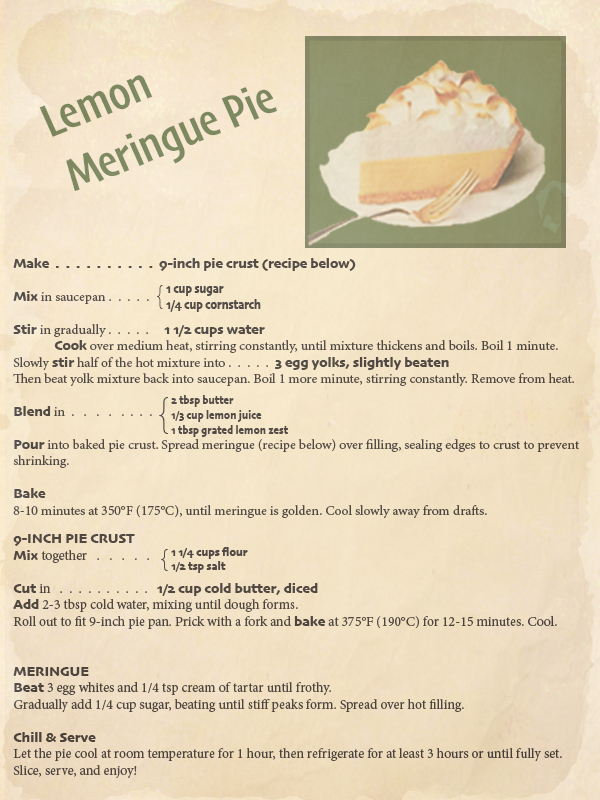 Lemon
Meringue Pie
Make . . . . . . . . . . 9-inch pie crust (recipe below)
Mix in saucepan . . . . . { 1 cup sugar
1/4 cup cornstarch
Stir in gradually . . . . . 1 1/2 cups water
Cook over medium heat, stirring constantly, until mixture thickens and boils. Boil 1 minute.
Slowly stir half of the hot mixture into . . . . . 3 egg yolks, slightly beaten
Then beat yolk mixture back into saucepan. Boil 1 more minute, stirring constantly. Remove from heat.
Blend in . . . . . . . . { 2 tbsp butter
1/3 cup lemon juice
1 tbsp grated lemon zest
Pour into baked pie crust. Spread meringue (recipe below) over filling, sealing edges to crust to prevent
shrinking.
Bake
8-10 minutes at 350°F (175°C), until meringue is golden. Cool slowly away from drafts.
9-INCH PIE CRUST
Mix together . . . . . { 1 1/4 cups flour
1/2 tsp salt
Cut in . . . . . . . . . . 1/2 cup cold butter, diced
Add 2-3 tbsp cold water, mixing until dough forms.
Roll out to fit 9-inch pie pan. Prick with a fork and bake at 375°F (190°C) for 12-15 minutes. Cool.
MERINGUE
Beat 3 egg whites and 1/4 tsp cream of tartar until frothy.
Gradually add 1/4 cup sugar, beating until stiff peaks form. Spread over hot filling.
Chill & Serve
Let the pie cool at room temperature for 1 hour, then refrigerate for at least 3 hours or until fully set.
Slice, serve, and enjoy!